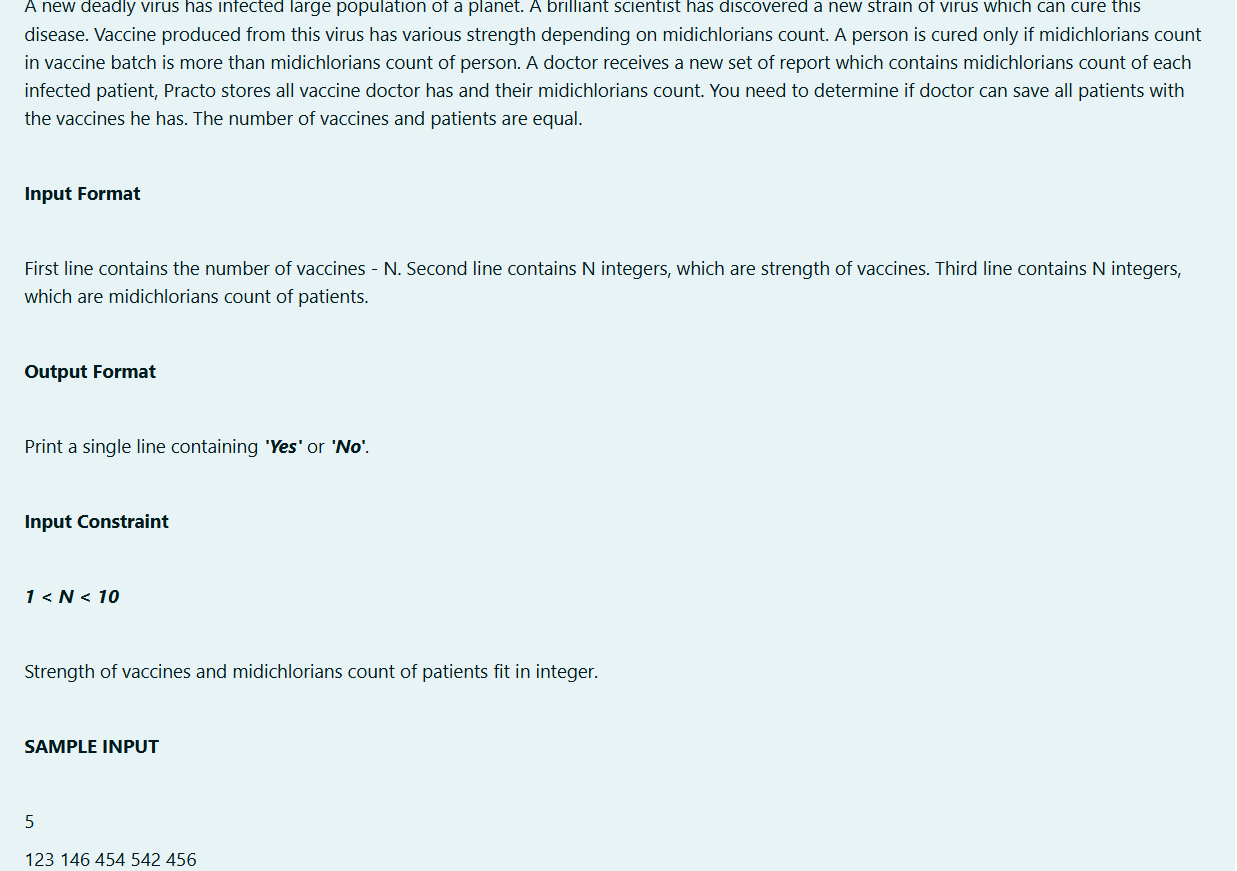 A new deadly virus has infected large population of a planet. A brilliant scientist has discovered a new strain of virus which can cure this
disease. Vaccine produced from this virus has various strength depending on midichlorians count. A person is cured only if midichlorians count
in vaccine batch is more than midichlorians count of person. A doctor receives a new set of report which contains midichlorians count of each
infected patient, Practo stores all vaccine doctor has and their midichlorians count. You need to determine if doctor can save all patients with
the vaccines he has. The number of vaccines and patients are equal.
Input Format
First line contains the number of vaccines - N. Second line contains N integers, which are strength of vaccines. Third line contains N integers,
which are midichlorians count of patients.
Output Format
Print a single line containing 'Yes' or 'No'.
Input Constraint
1 < N < 10
Strength of vaccines and midichlorians count of patients fit in integer.
SAMPLE INPUT
5
123 146 454 542 456